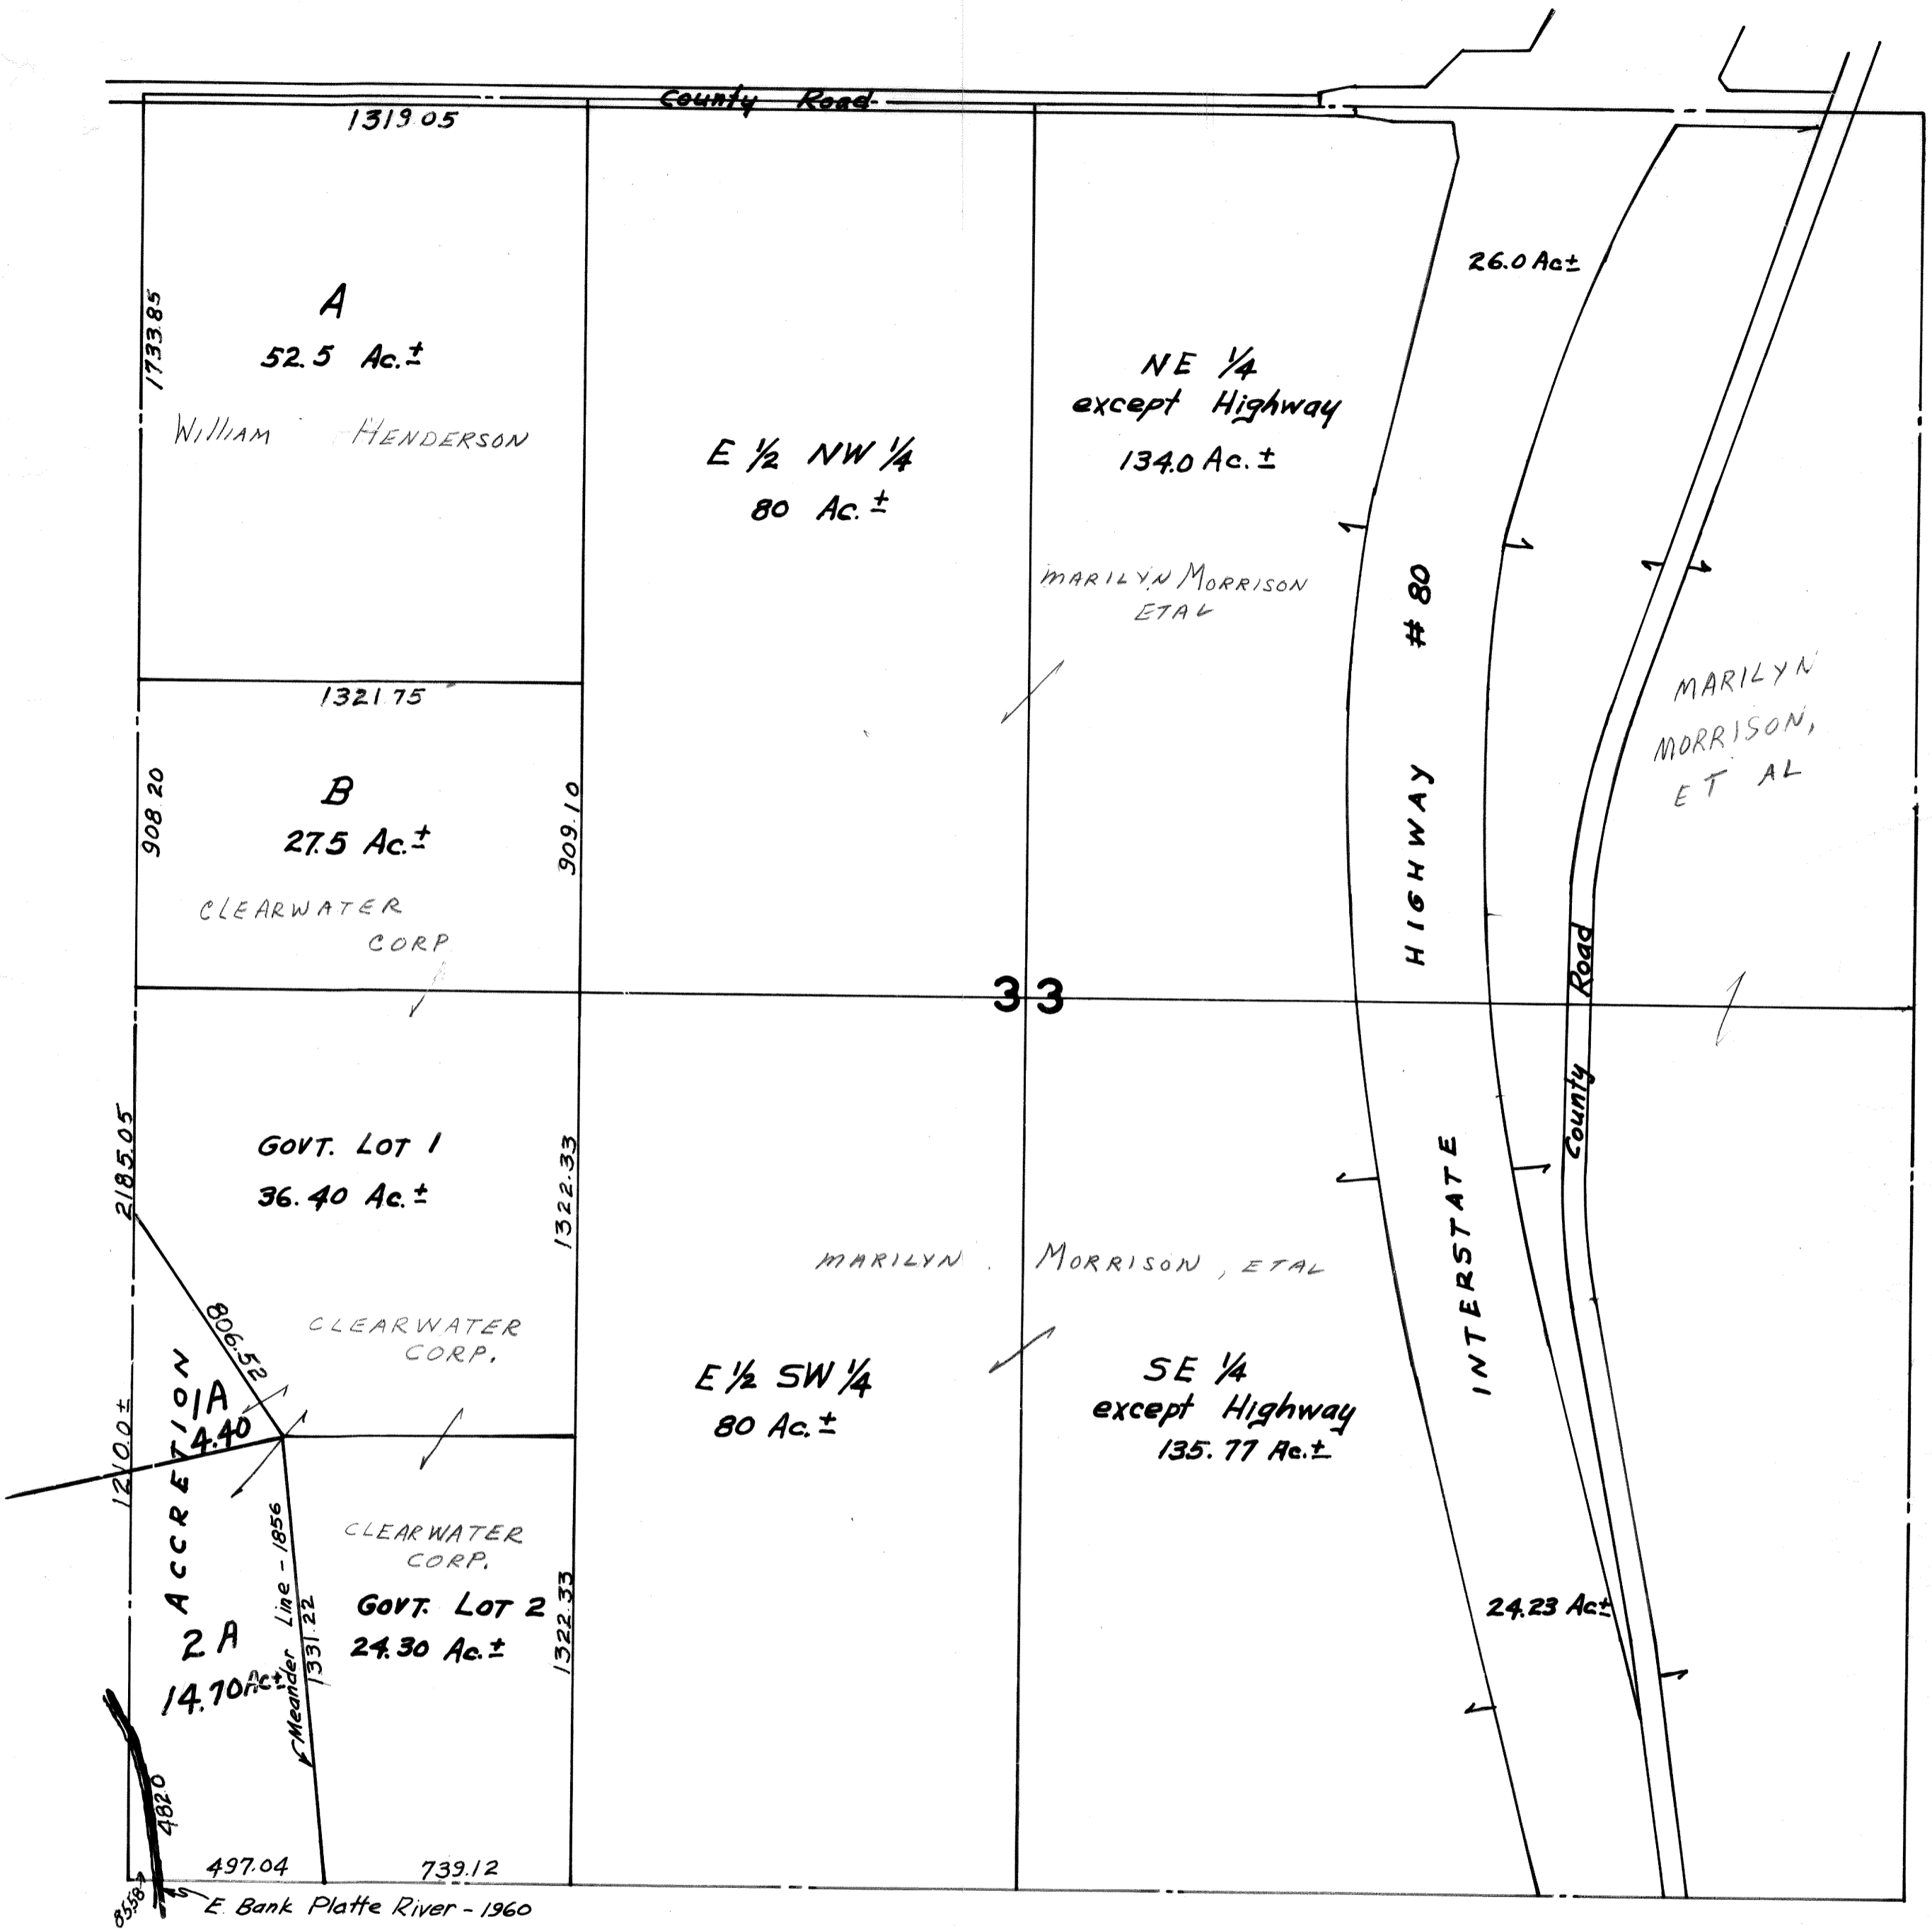 County Road
1319.05
1733.85
A
52.5 Ac.±
WILLIAM HENDERSON
E ½ NW ¼
80 Ac.±
NE ¼
except Highway
134.0 Ac.±
MARILYN MORRISON
ETAL
26.0 Ac±
HIGHWAY # 80
MARILYN
MORRISON,
ET AL
1321.75
908.20
B
27.5 Ac.±
909.10
CLEARWATER
CORP
33
County Road
2185.05
GOVT. LOT 1
36.40 Ac.±
1322.33
806.52
CLEARWATER
CORP.
MARILYN MORRISON, ETAL
INTERSTATE
1210.0±
ACCRETION
1A
4.40
E ½ SW ¼
80 Ac.±
SE ¼
except Highway
135.77 Ac.±
Meander Line - 1856
1331.22
CLEARWATER
CORP.
GOVT. LOT 2
24.30 Ac.±
1322.33
2A
14.70 Ac±
24.23 Ac±
482.0
497.04
739.12
85.58
E. Bank Platte River - 1960